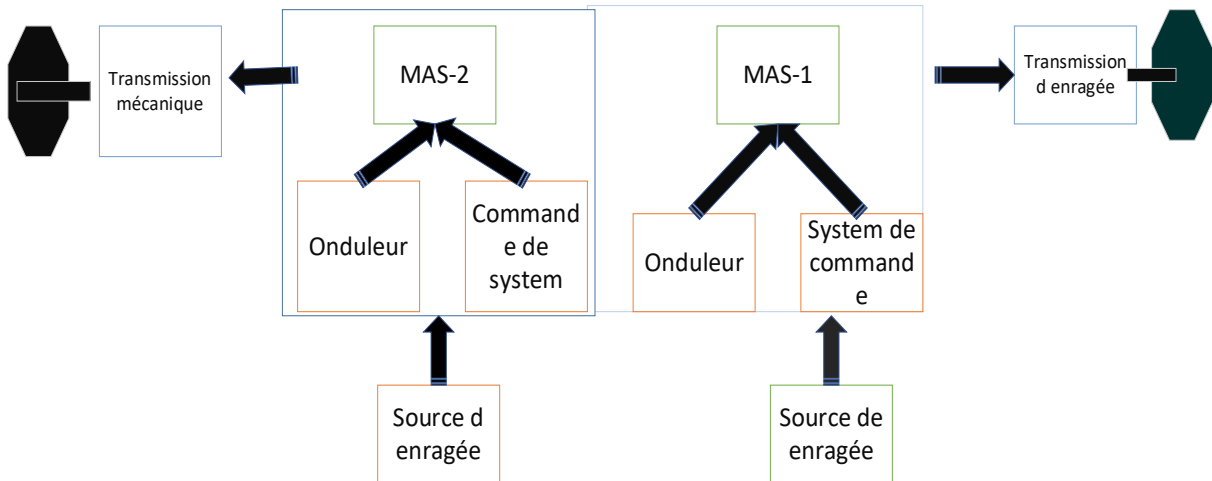 Transmission
mécanique
MAS-2
MAS-1
Transmission
d enragée
Onduleur
Command
e de
system
Onduleur
System de
command
e
Source d
enragée
Source de
enragée